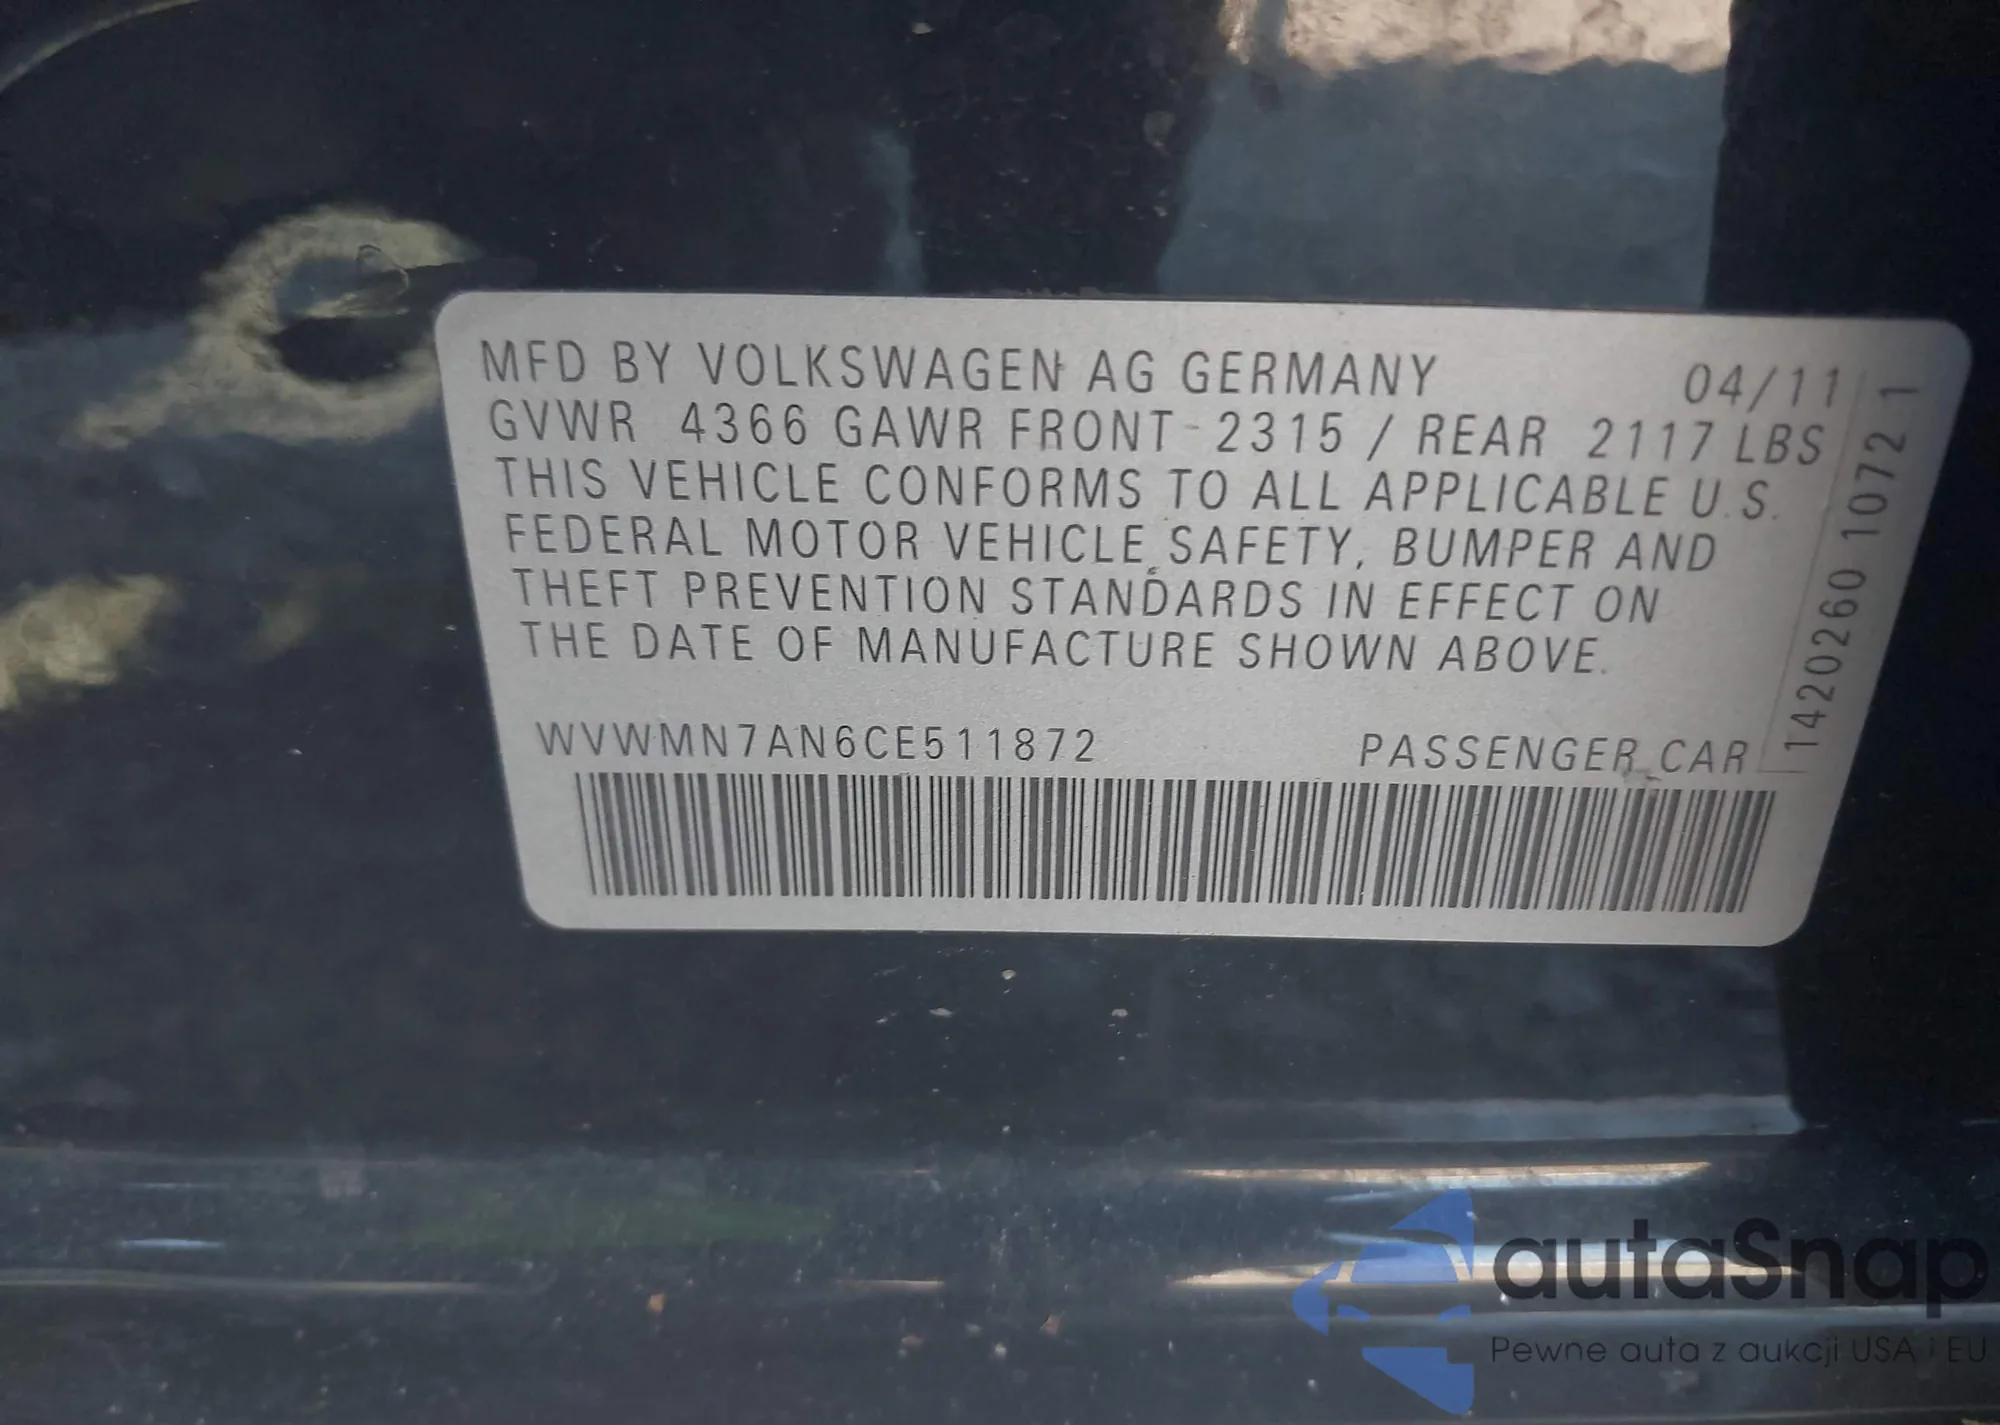 MFD BY VOLKSWAGEN AG GERMANY 04/11
GVWR 4366 GAWR FRONT 2315 / REAR 2117 LBS
THIS VEHICLE CONFORMS TO ALL APPLICABLE U.S.
FEDERAL MOTOR VEHICLE SAFETY, BUMPER AND
THEFT PREVENTION STANDARDS IN EFFECT ON
THE DATE OF MANUFACTURE SHOWN ABOVE.
WVWMN7AN6CE511872 PASSENGER CAR
1420260 1072 1
autaSnap
Pewne auta z aukcji USA i EU